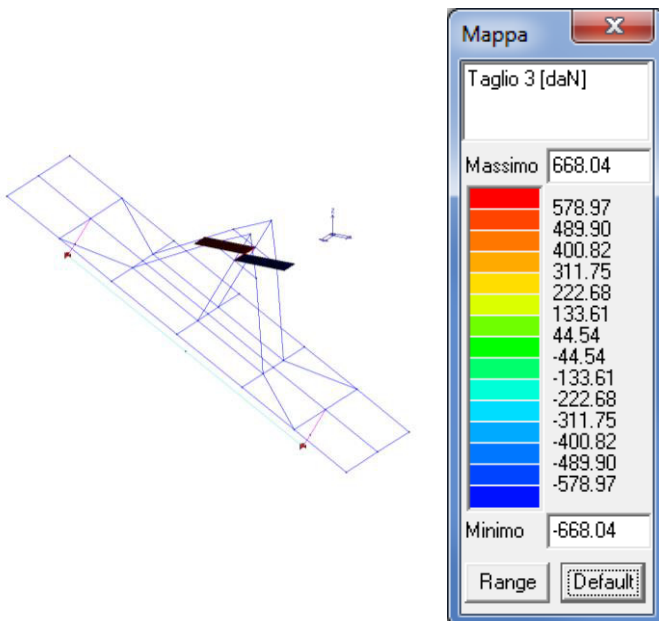 Mappa
Taglio 3 [daN]
Massimo 668.04
578.97
489.90
400.82
311.75
222.68
133.61
44.54
-44.54
-133.61
-222.68
-311.75
-400.82
-489.90
-578.97
Minimo -668.04
Range Default